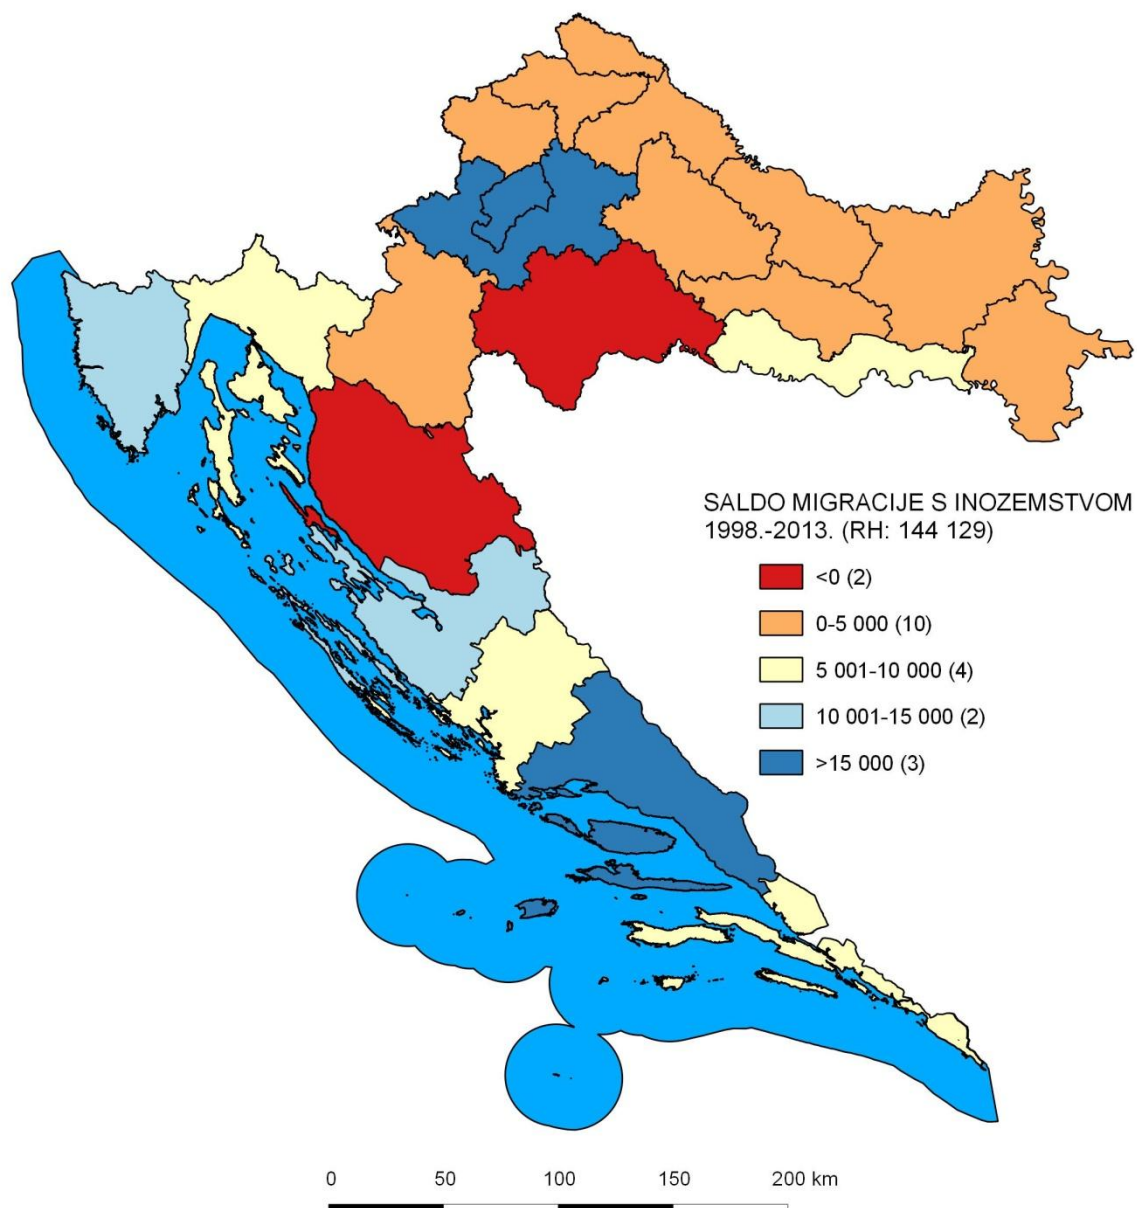 SALDO MIGRACIJE S INOZEMSTVOM
1998.-2013. (RH: 144 129)
<0 (2)
0-5 000 (10)
5 001-10 000 (4)
10 001-15 000 (2)
>15 000 (3)
0 50 100 150 200 km